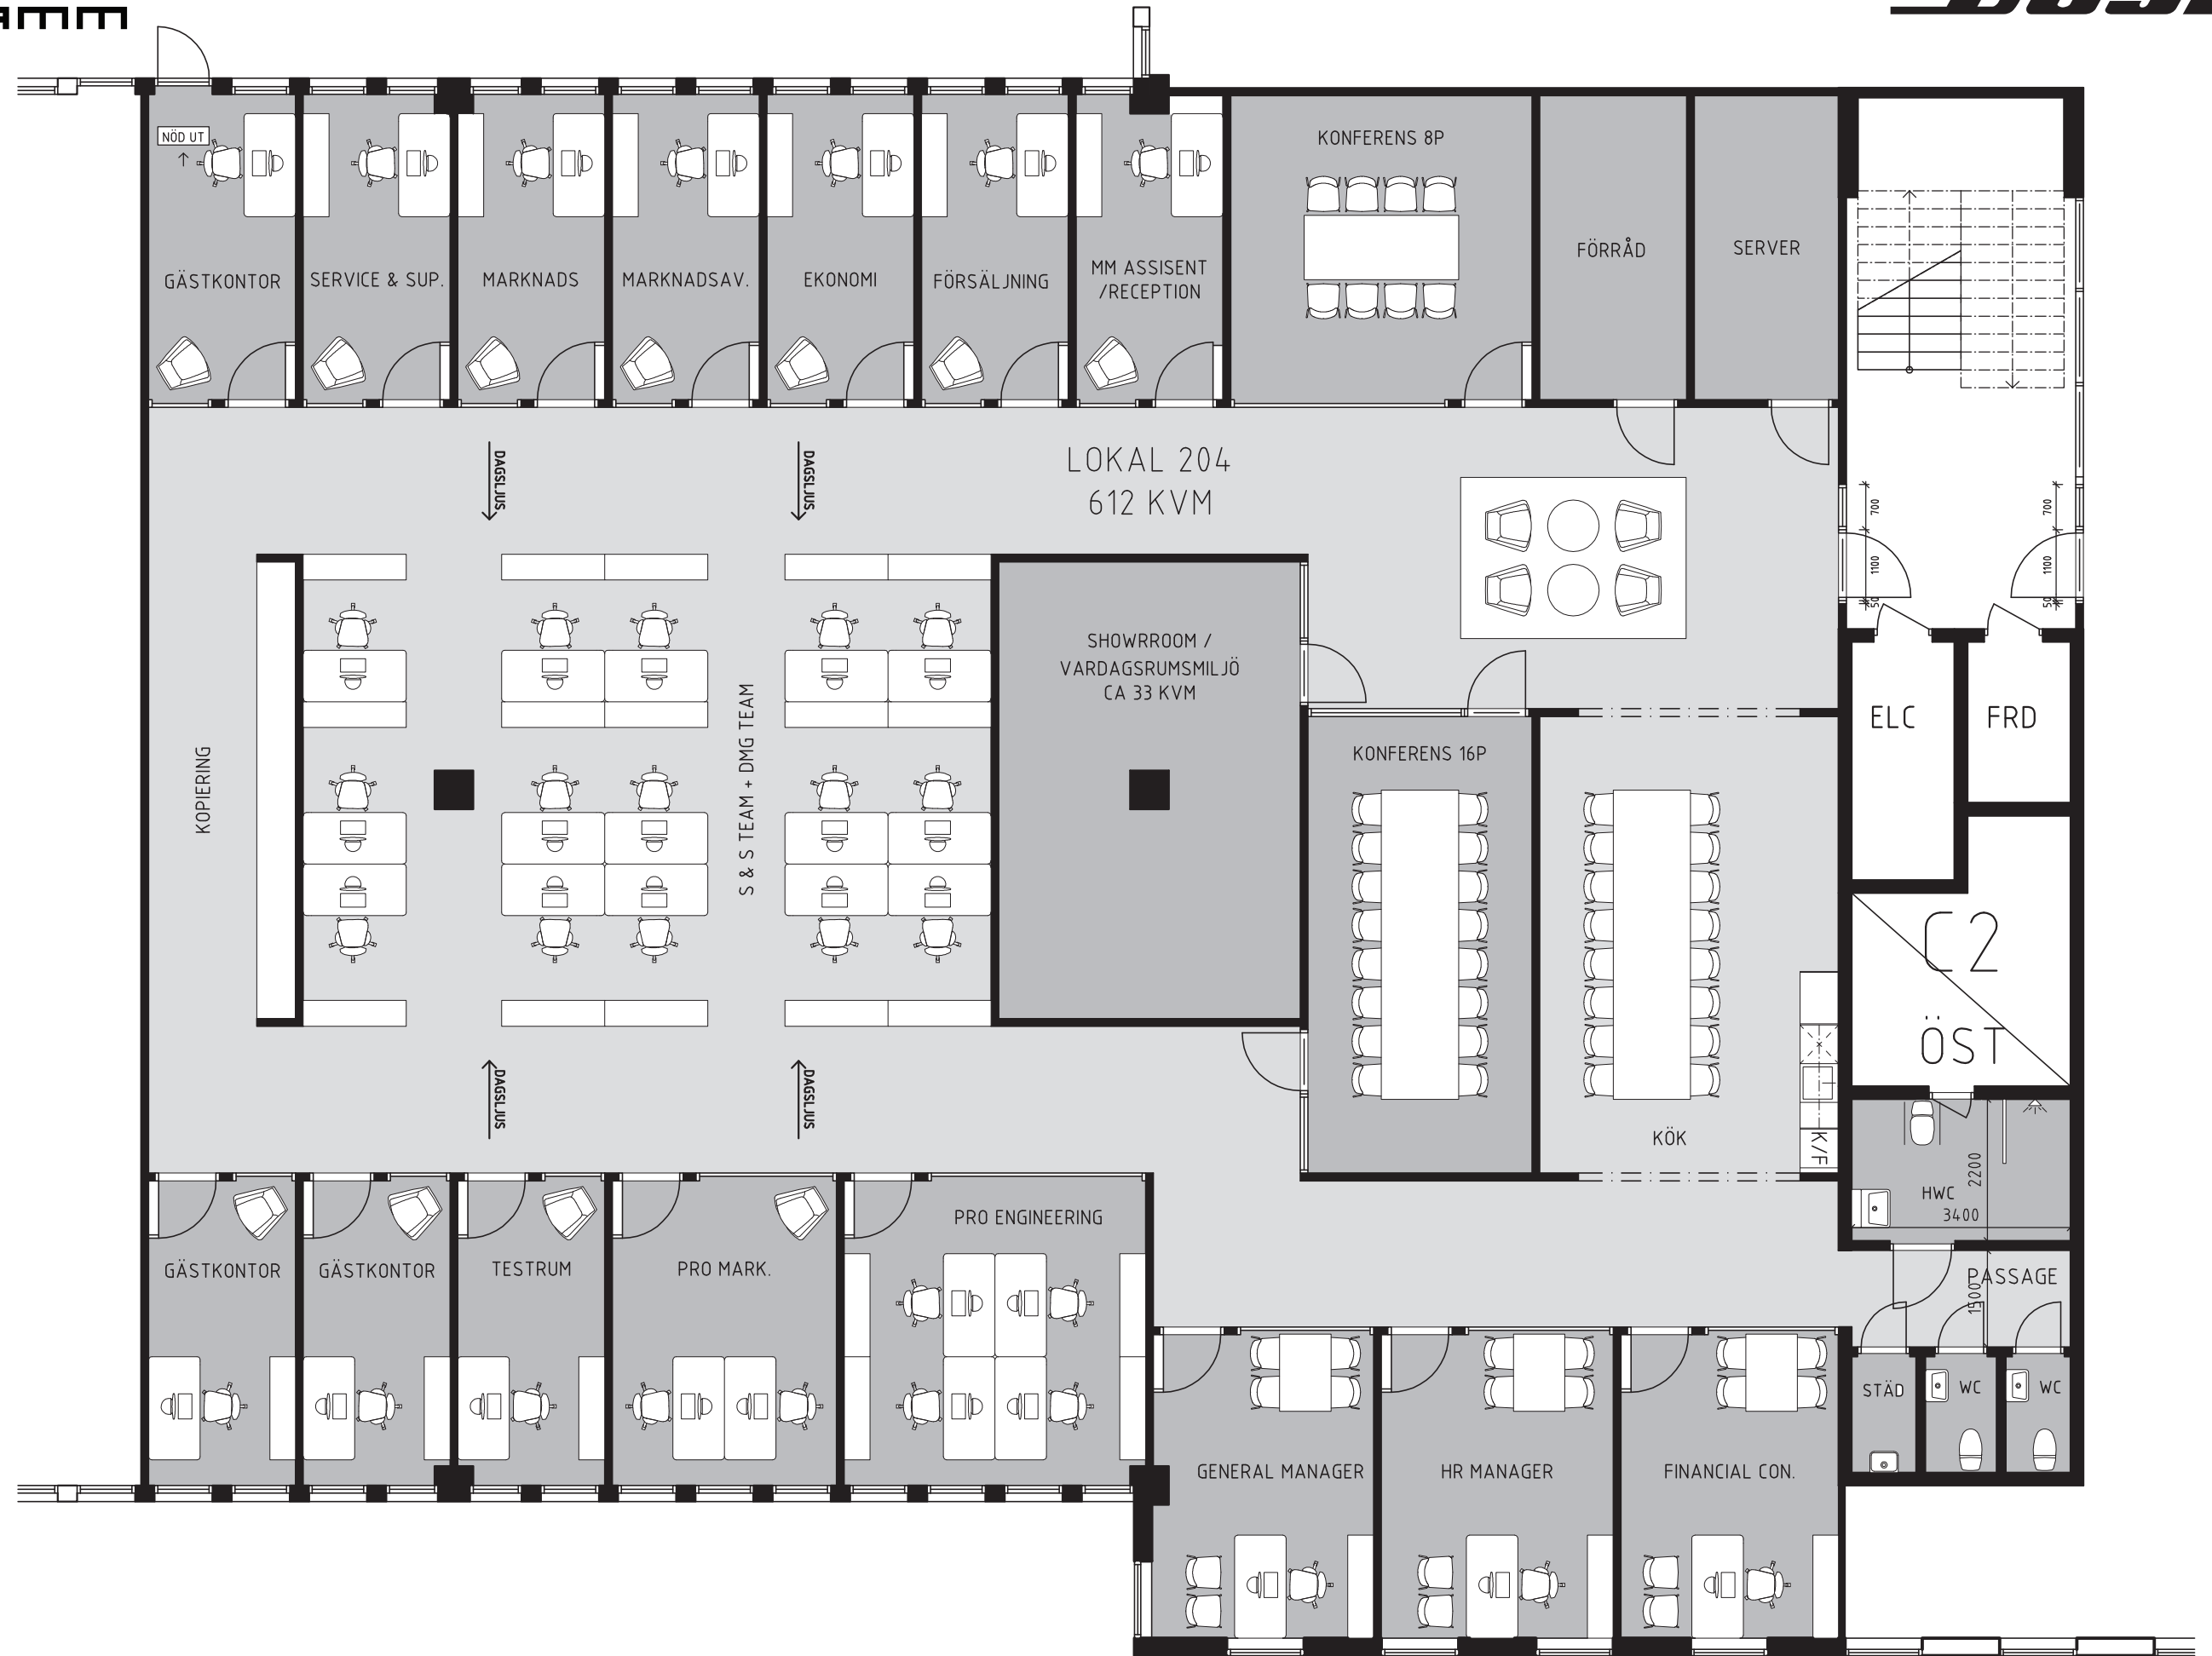 NÖD UT
GÄSTKONTOR
SERVICE & SUP.
MARKNADS
MARKNADSAV.
EKONOMI
FÖRSÄLJNING
MM ASSISENT
/RECEPTION
KONFERENS 8P
FÖRRÅD
SERVER
DAGSLJUS
DAGSLJUS
LOKAL 204
612 KVM
700
1100
50
700
1100
50
KOPIERING
S & S TEAM + DMG TEAM
SHOWRROOM /
VARDAGSRUMSMILJÖ
CA 33 KVM
KONFERENS 16P
KÖK
K/F
ELC
FRD
C2
ÖST
DAGSLJUS
DAGSLJUS
HWC
2200
3400
PASSAGE
1500
GÄSTKONTOR
GÄSTKONTOR
TESTRUM
PRO MARK.
PRO ENGINEERING
STÄD
WC
WC
GENERAL MANAGER
HR MANAGER
FINANCIAL CON.